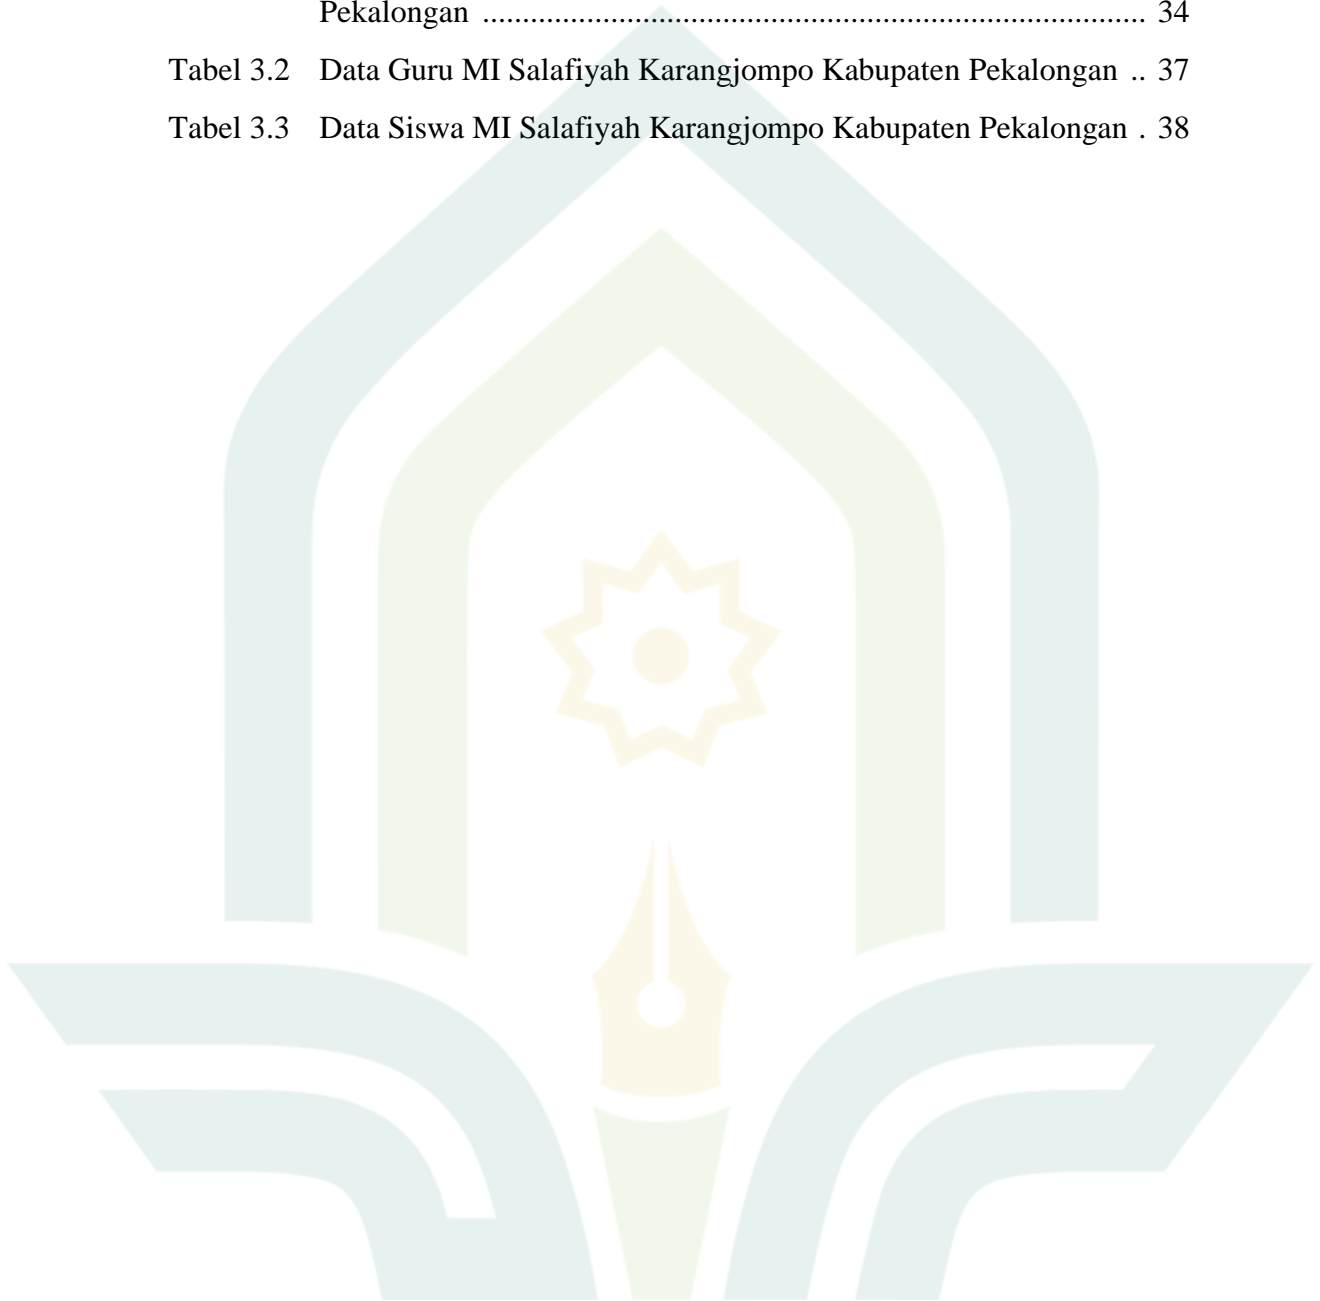 Pekalongan ................................................................................... 34
Tabel 3.2 Data Guru MI Salafiyah Karangjompo Kabupaten Pekalongan .. 37
Tabel 3.3 Data Siswa MI Salafiyah Karangjompo Kabupaten Pekalongan . 38